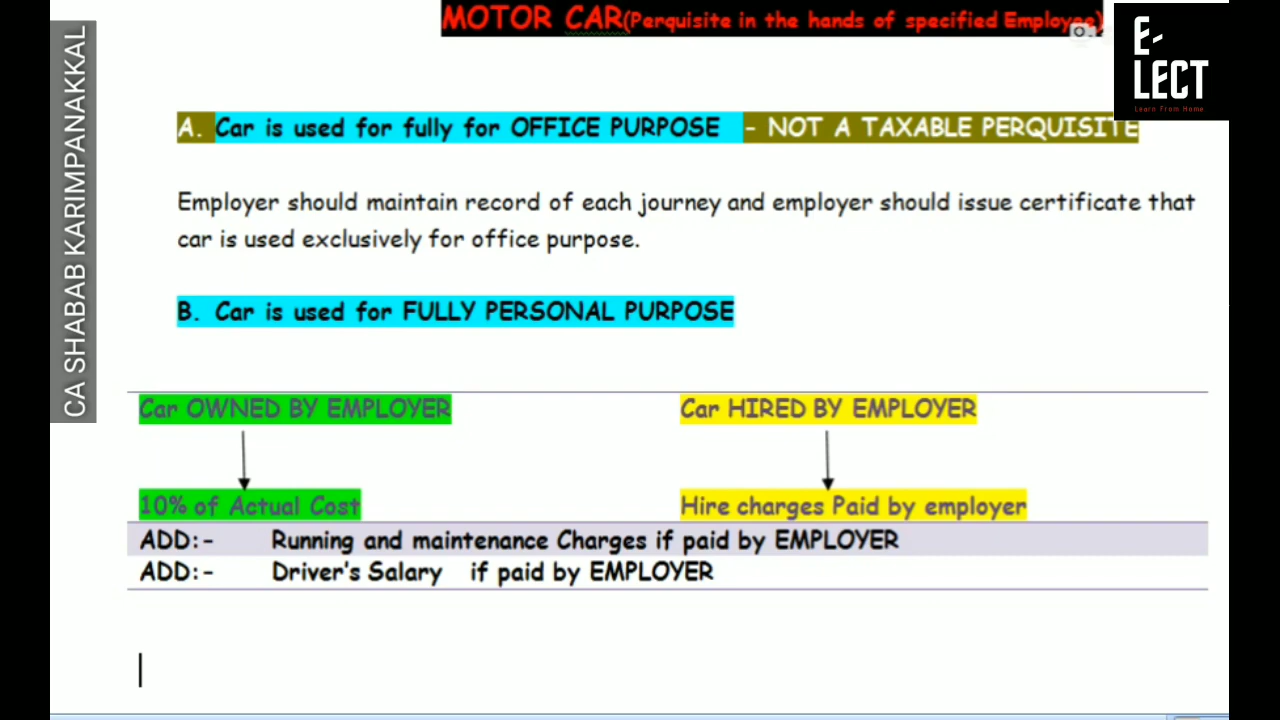 MOTOR CAR(Perquisite in the hands of specified Employee)
E-
LECT
Learn From Home
CA SHABAB KARIMPANAKKAL
A. Car is used for fully for OFFICE PURPOSE - NOT A TAXABLE PERQUISITE
Employer should maintain record of each journey and employer should issue certificate that
car is used exclusively for office purpose.
B. Car is used for FULLY PERSONAL PURPOSE
Car OWNED BY EMPLOYER Car HIRED BY EMPLOYER
10% of Actual Cost Hire charges Paid by employer
ADD:- Running and maintenance Charges if paid by EMPLOYER
ADD:- Driver's Salary if paid by EMPLOYER